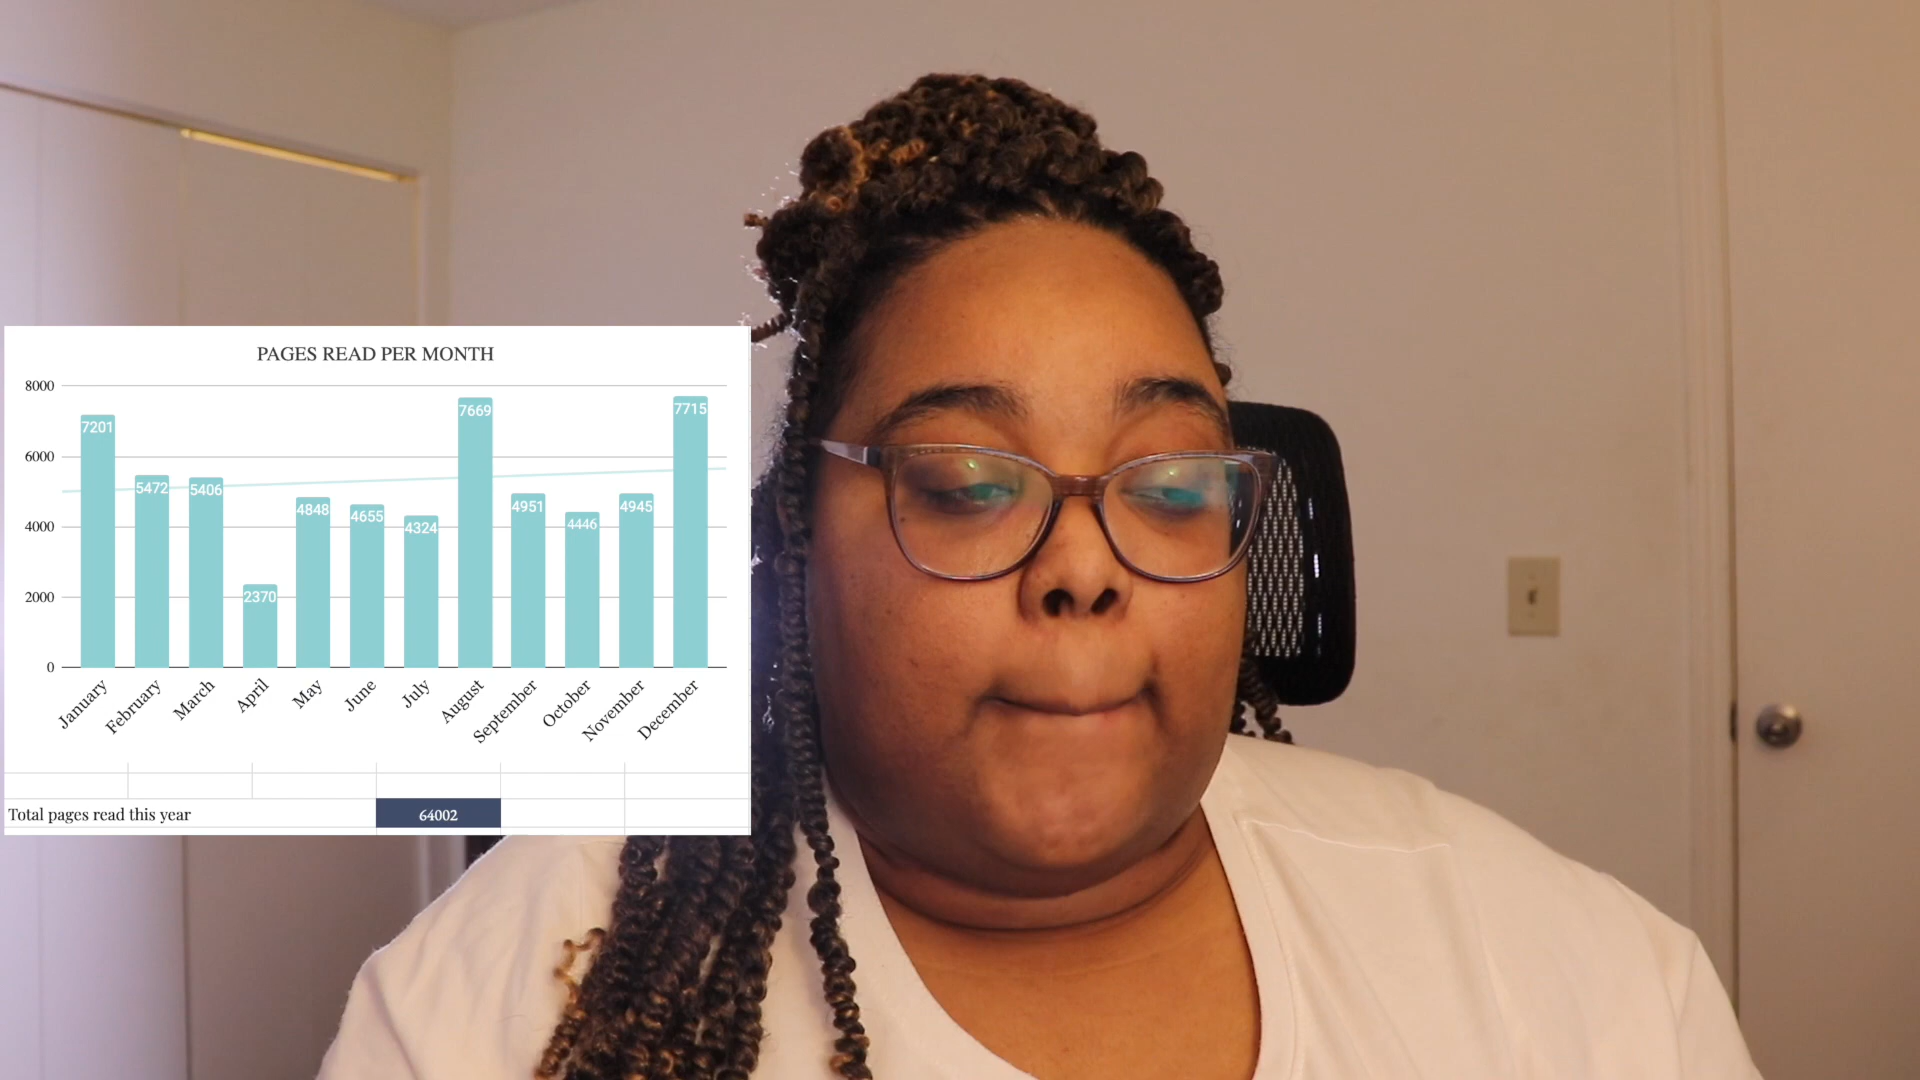 PAGES READ PER MONTH
8000
6000
4000
2000
0
7201
5472
5406
2370
4848
4655
4324
7669
4951
4446
4945
7715
January
February
March
April
May
June
July
August
September
October
November
December
Total pages read this year 64002